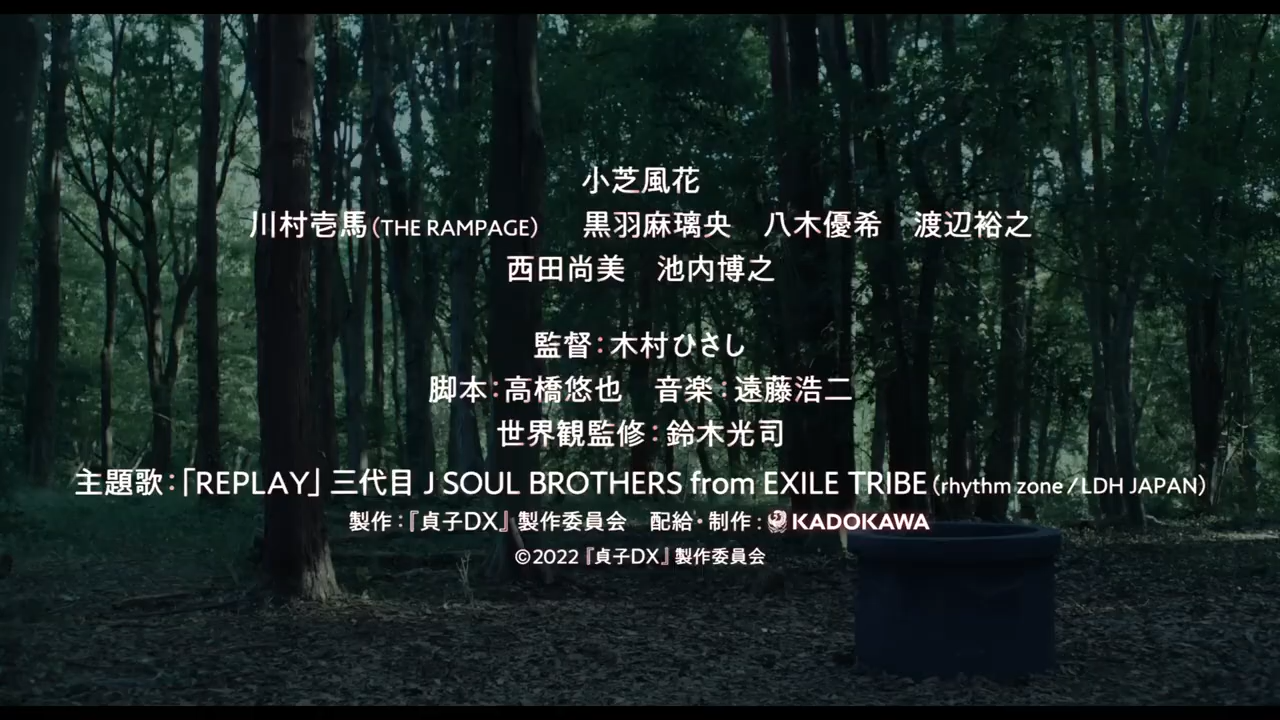 小芝風花
川村壱馬(THE RAMPAGE) 黒羽麻璃央 八木優希 渡辺裕之
西田尚美 池内博之
監督:木村ひさし
脚本:高橋悠也 音楽:遠藤浩二
世界観監修:鈴木光司
主題歌:「REPLAY」 三代目 J SOUL BROTHERS from EXILE TRIBE (rhythm zone / LDH JAPAN)
製作:『貞子DX』製作委員会 配給・制作:KADOKAWA
©2022『貞子DX』製作委員会